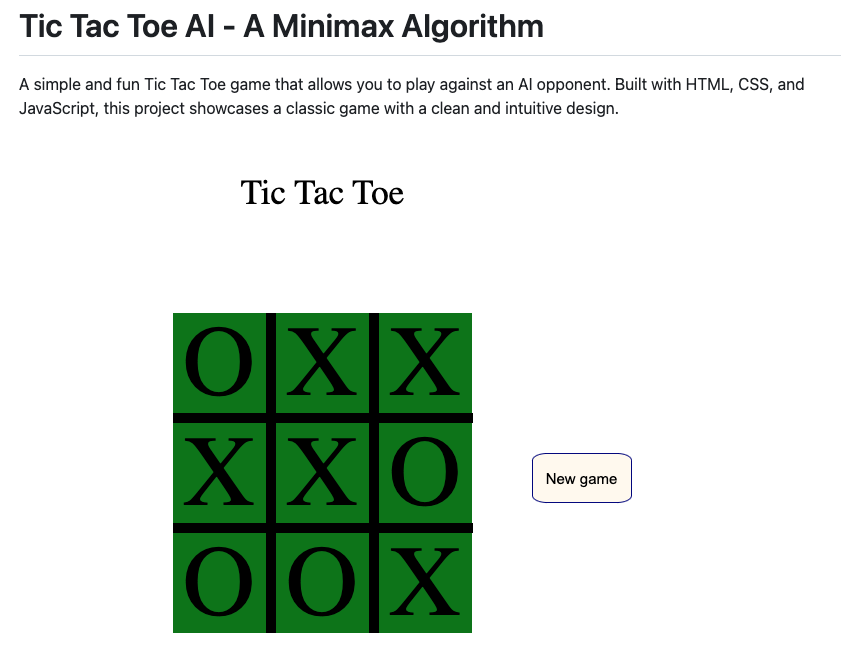 Tic Tac Toe AI - A Minimax Algorithm
A simple and fun Tic Tac Toe game that allows you to play against an AI opponent. Built with HTML, CSS, and
JavaScript, this project showcases a classic game with a clean and intuitive design.
Tic Tac Toe
O X X
X X O
New game
O O X